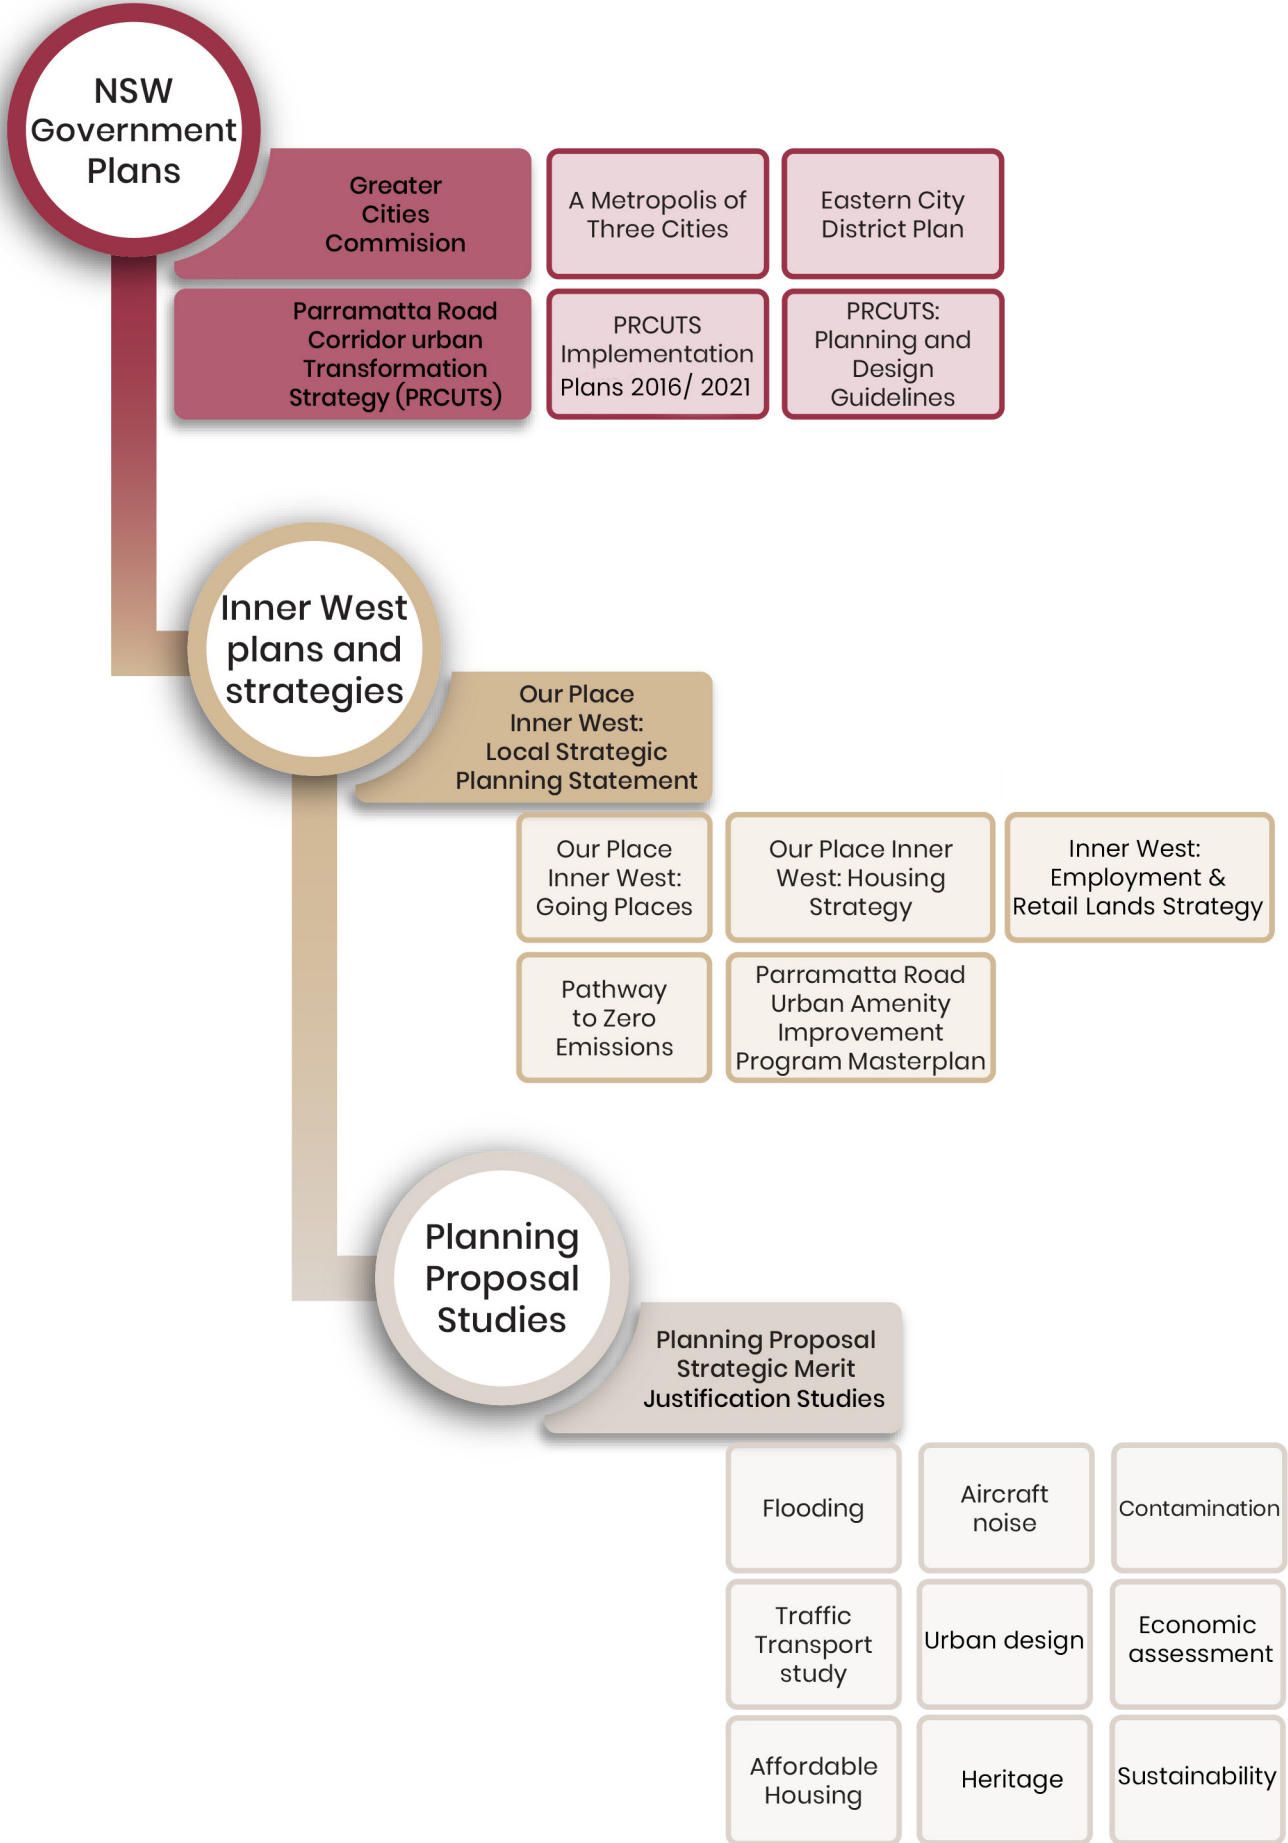 NSW
Government
Plans
Greater
Cities
Commision
A Metropolis of
Three Cities
Eastern City
District Plan
Parramatta Road
Corridor urban
Transformation
Strategy (PRCUTS)
PRCUTS
Implementation
Plans 2016/ 2021
PRCUTS:
Planning and
Design
Guidelines
Inner West
plans and
strategies
Our Place
Inner West:
Local Strategic
Planning Statement
Our Place
Inner West:
Going Places
Our Place Inner
West: Housing
Strategy
Inner West:
Employment &
Retail Lands Strategy
Pathway
to Zero
Emissions
Parramatta Road
Urban Amenity
Improvement
Program Masterplan
Planning
Proposal
Studies
Planning Proposal
Strategic Merit
Justification Studies
Flooding
Aircraft
noise
Contamination
Traffic
Transport
study
Urban design
Economic
assessment
Affordable
Housing
Heritage
Sustainability